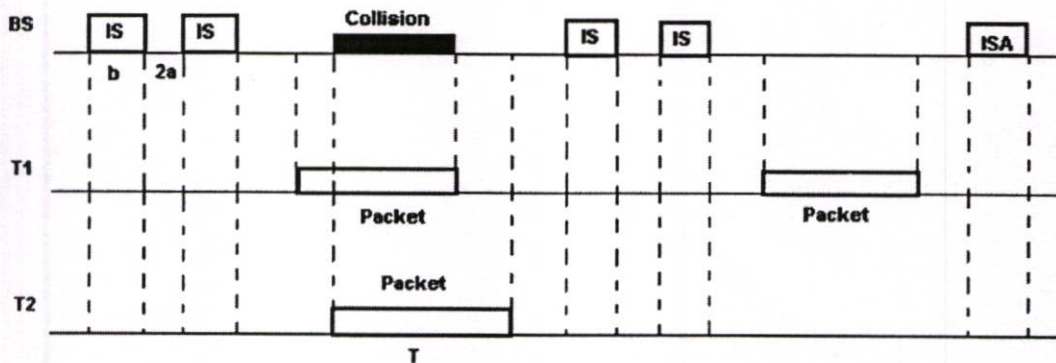 BS
IS
IS
Collision
IS
IS
ISA
b
2a
T1
Packet
Packet
T2
Packet
T